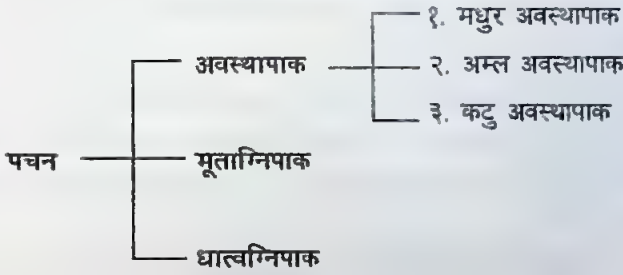 १. मधुर अवस्थापाक
अवस्थापाक
२. अम्ल अवस्थापाक
३. कटु अवस्थापाक
पचन
भूताग्निपाक
धात्वग्निपाक